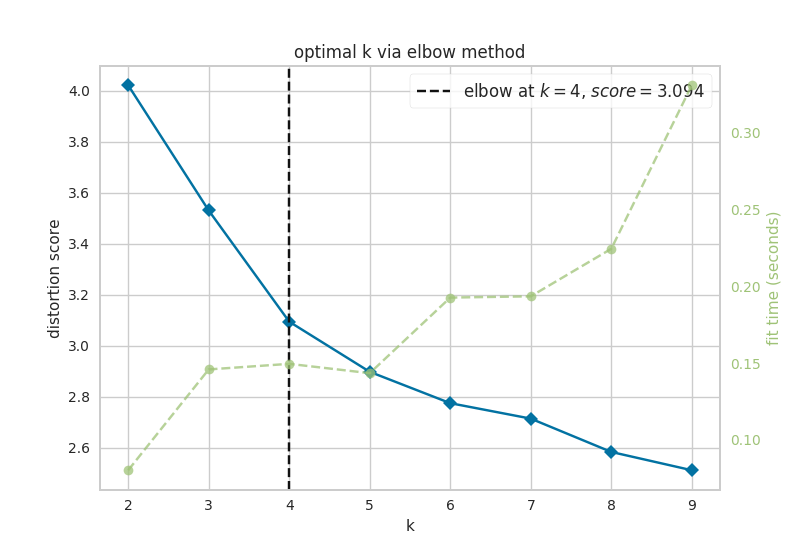 optimal k via elbow method
elbow at k = 4, score = 3.094
4.0
3.8
3.6
3.4
3.2
3.0
2.8
2.6
distortion score
0.30
0.25
0.20
0.15
0.10
fit time (seconds)
2 3 4 5 6 7 8 9
k